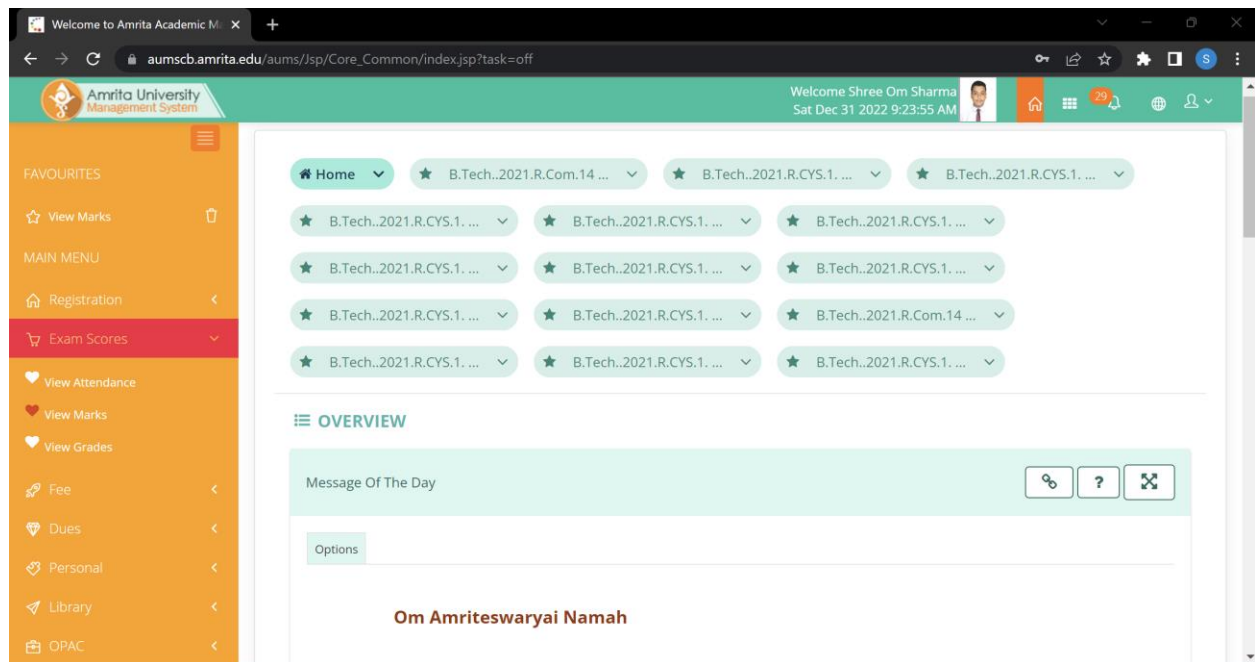 Welcome to Amrita Academic Ma
aumscb.amrita.edu/aums/Jsp/Core_Common/index.jsp?task=off
S
Amrita University
Management System
Welcome Shree Om Sharma
Sat Dec 31 2022 9:23:55 AM
29
FAVOURITES
View Marks
MAIN MENU
Registration
Exam Scores
View Attendance
View Marks
View Grades
Fee
Dues
Personal
Library
OPAC
Home
B.Tech..2021.R.Com.14 ...
B.Tech..2021.R.CYS.1. ...
B.Tech..2021.R.CYS.1. ...
B.Tech..2021.R.CYS.1. ...
B.Tech..2021.R.CYS.1. ...
B.Tech..2021.R.CYS.1. ...
B.Tech..2021.R.CYS.1. ...
B.Tech..2021.R.CYS.1. ...
B.Tech..2021.R.CYS.1. ...
B.Tech..2021.R.CYS.1. ...
B.Tech..2021.R.CYS.1. ...
B.Tech..2021.R.Com.14 ...
B.Tech..2021.R.CYS.1. ...
B.Tech..2021.R.CYS.1. ...
B.Tech..2021.R.CYS.1. ...
OVERVIEW
Message Of The Day
?
Options
Om Amriteswaryai Namah